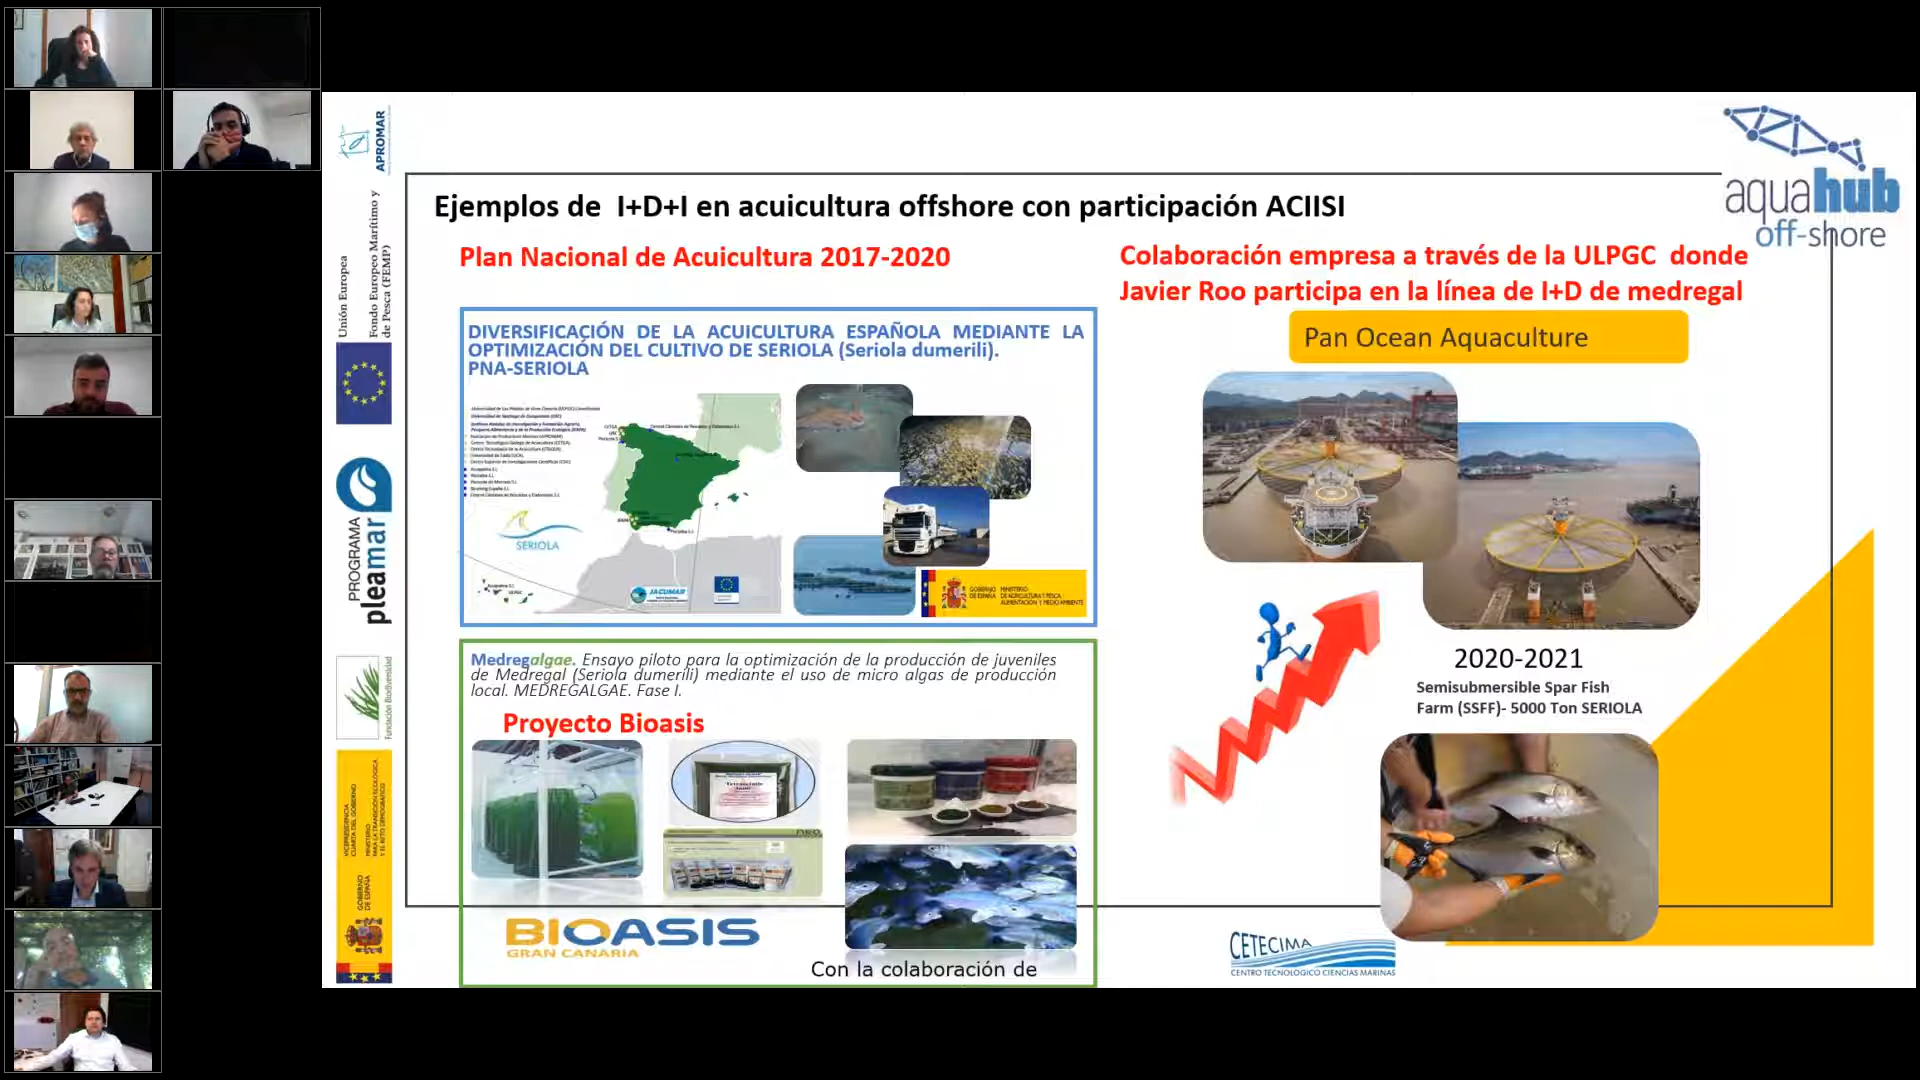 APROMAR
Unión Europea
Fondo Europeo Marítimo y
de Pesca (FEMP)
PROGRAMA
pleamar
Fundación Biodiversidad
VICEPRESIDENCIA
CUARTA DEL GOBIERNO
MINISTERIO
PARA LA TRANSICIÓN ECOLÓGICA
Y EL RETO DEMOGRÁFICO
GOBIERNO
DE ESPAÑA
aquahub
off-shore
Ejemplos de I+D+I en acuicultura offshore con participación ACIISI
Plan Nacional de Acuicultura 2017-2020
DIVERSIFICACIÓN DE LA ACUICULTURA ESPAÑOLA MEDIANTE LA
OPTIMIZACIÓN DEL CULTIVO DE SERIOLA (Seriola dumerili).
PNA-SERIOLA
SERIOLA
JACUMAR
GOBIERNO
DE ESPAÑA
MINISTERIO
DE AGRICULTURA Y PESCA,
ALIMENTACIÓN Y MEDIO AMBIENTE
Medregalgae. Ensayo piloto para la optimización de la producción de juveniles
de Medregal (Seriola dumerili) mediante el uso de micro algas de producción
local. MEDREGALGAE. Fase I.
Proyecto Bioasis
BIOASIS
GRAN CANARIA
Con la colaboración de
Colaboración empresa a través de la ULPGC donde
Javier Roo participa en la línea de I+D de medregal
Pan Ocean Aquaculture
2020-2021
Semisubmersible Spar Fish
Farm (SSFF)- 5000 Ton SERIOLA
CETECIMA
CENTRO TECNOLOGICO CIENCIAS MARINAS